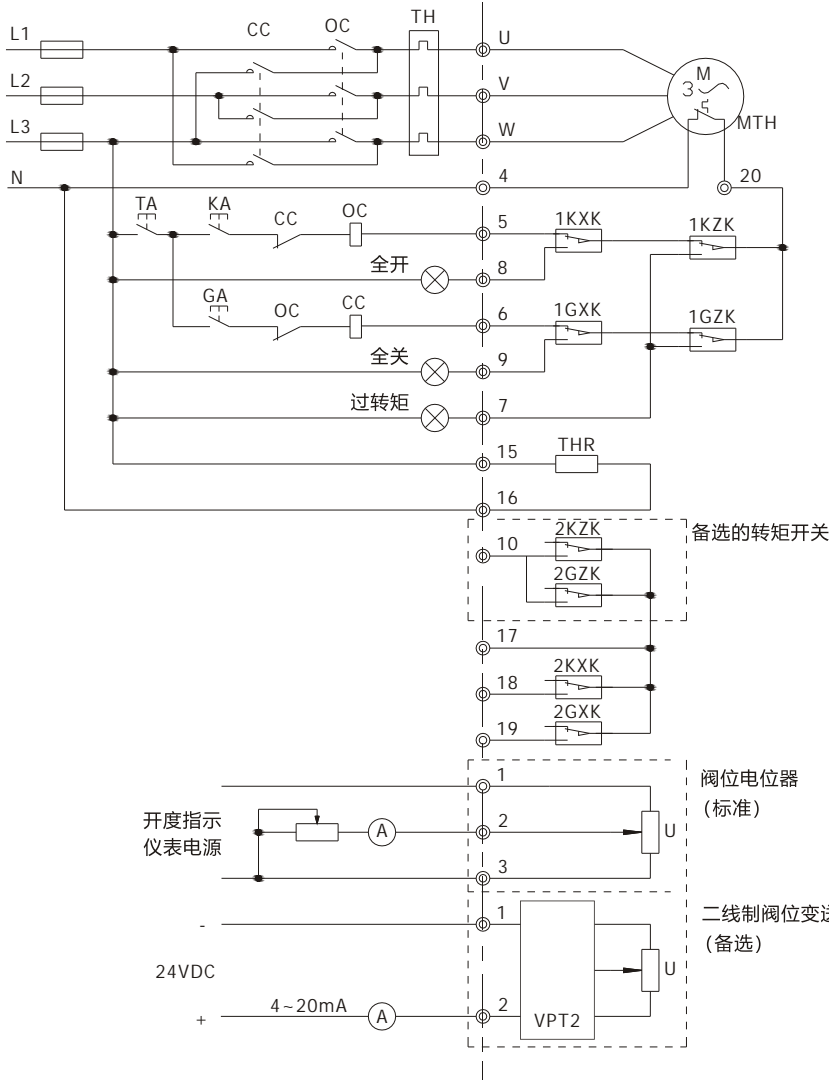 L1
CC
OC
TH
U
L2
V
M
3
L3
W
MTH
N
4
20
TA
KA
CC
OC
5
1KXK
1KZK
全开
8
GA
OC
CC
6
1GXK
1GZK
全关
9
过转矩
7
15
THR
16
备选的转矩开关
10
2KZK
2GZK
17
18
2KXK
19
2GXK
1
阀位电位器
(标准)
开度指示
仪表电源
A
2
U
3
1
二线制阀位变送
(备选)
-
24VDC
U
+
4~20mA
A
2
VPT2